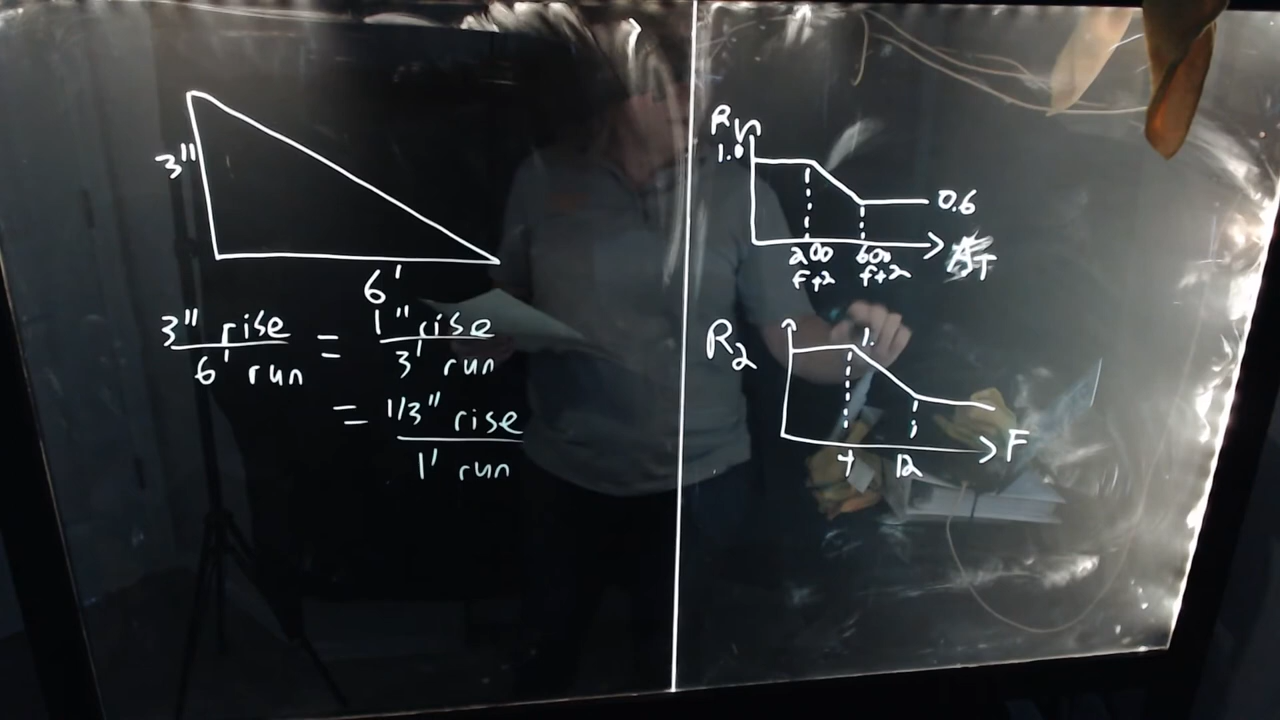 3"
6'
3" rise / 6' run = 1" rise / 3' run
= 1/3" rise / 1' run
R1
1.0
0.6
200 600
ft2 ft2
AT
R2
1.
4 12
F